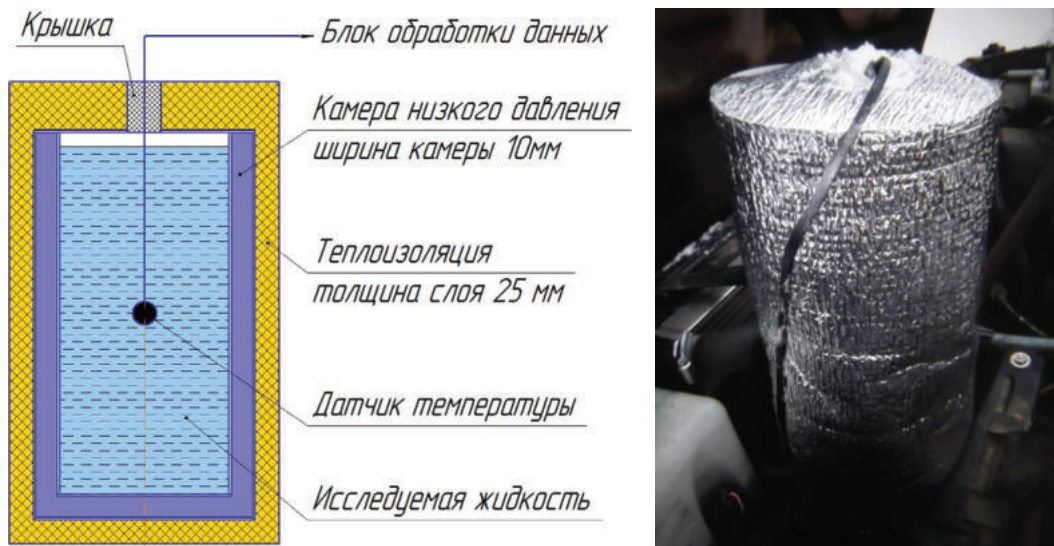 Крышка
Блок обработки данных
Камера низкого давления
ширина камеры 10мм
Теплоизоляция
толщина слоя 25 мм
Датчик температуры
Исследуемая жидкость